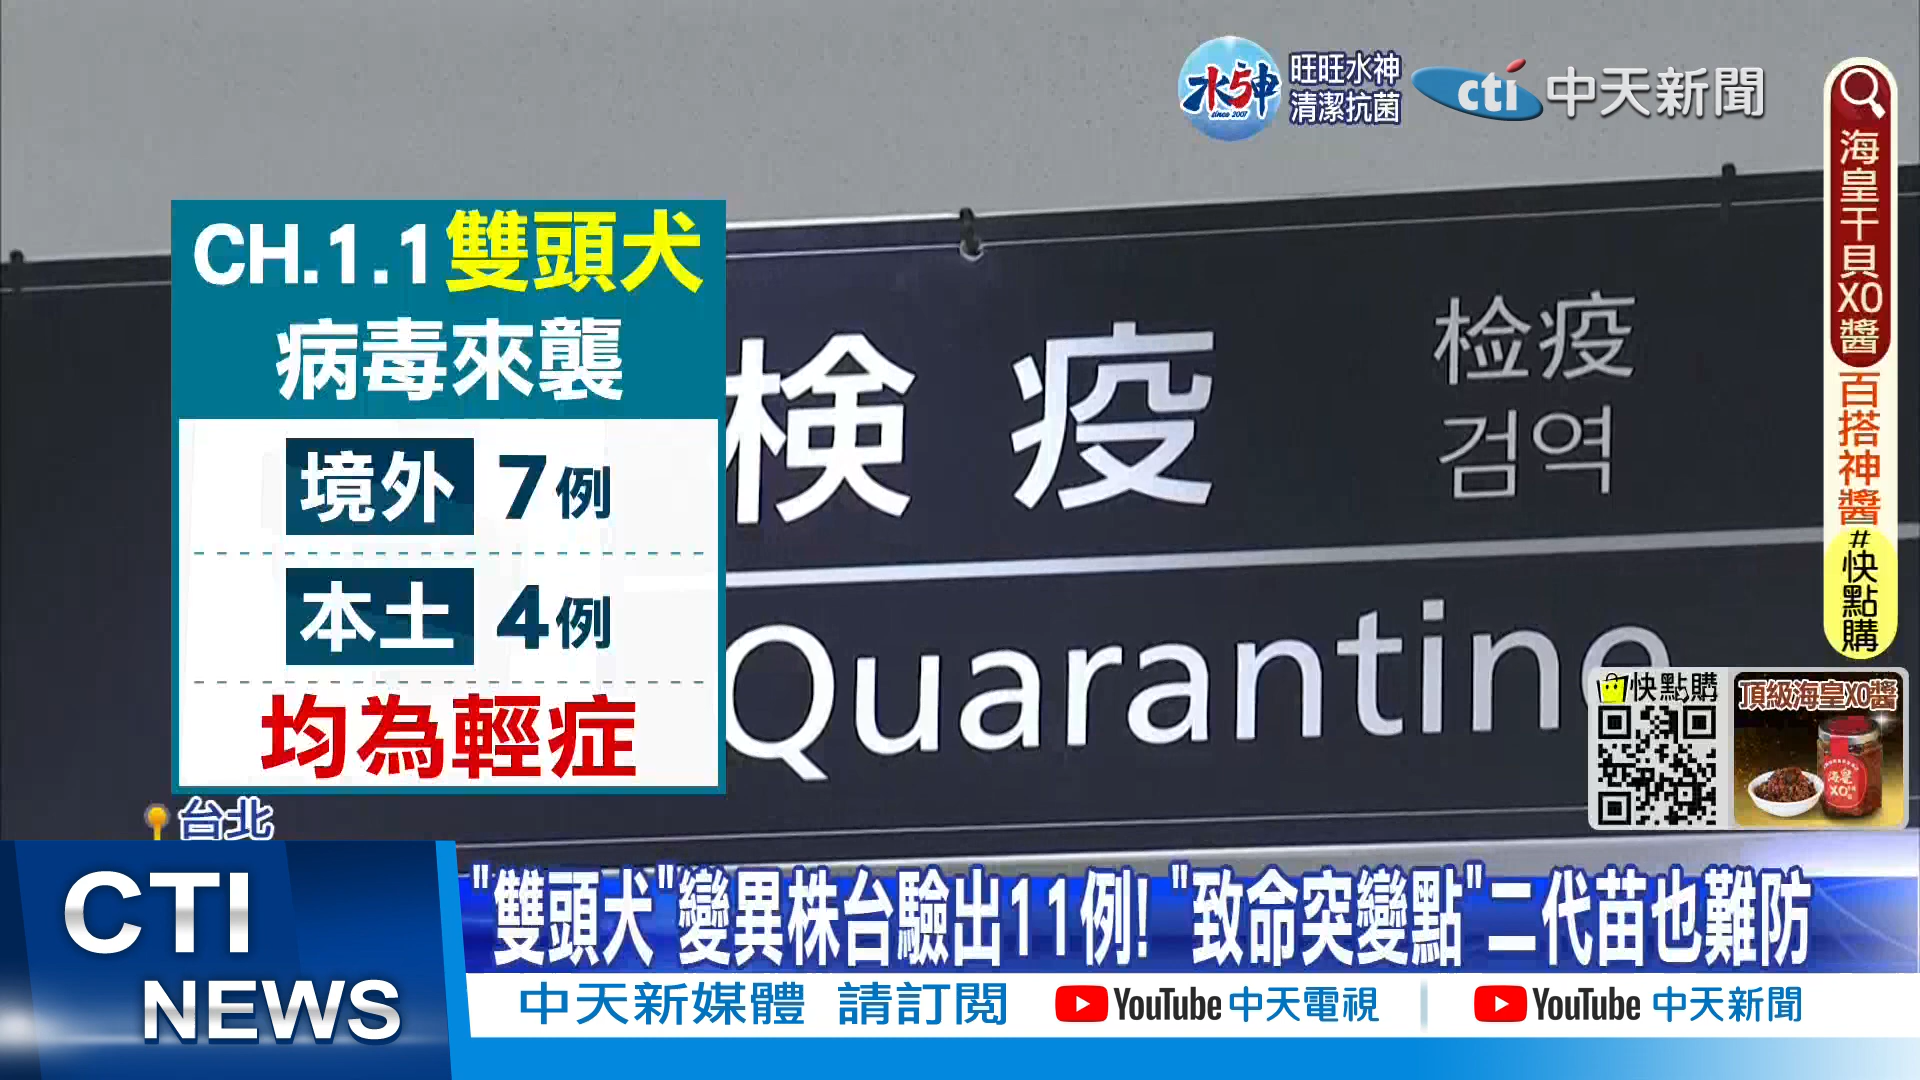 水神
since 2007
旺旺水神
清潔抗菌
cti 中天新聞
海皇干貝XO醬
百搭神醬
#快點購
CH.1.1雙頭犬
病毒來襲
境外 7例
本土 4例
均為輕症
検疫
检疫
검역
Quarantine
快點購
頂級海皇XO醬
海皇
XO
台北
CTI
NEWS
"雙頭犬"變異株台驗出11例! "致命突變點"二代苗也難防
中天新媒體 請訂閱 YouTube 中天電視 YouTube 中天新聞